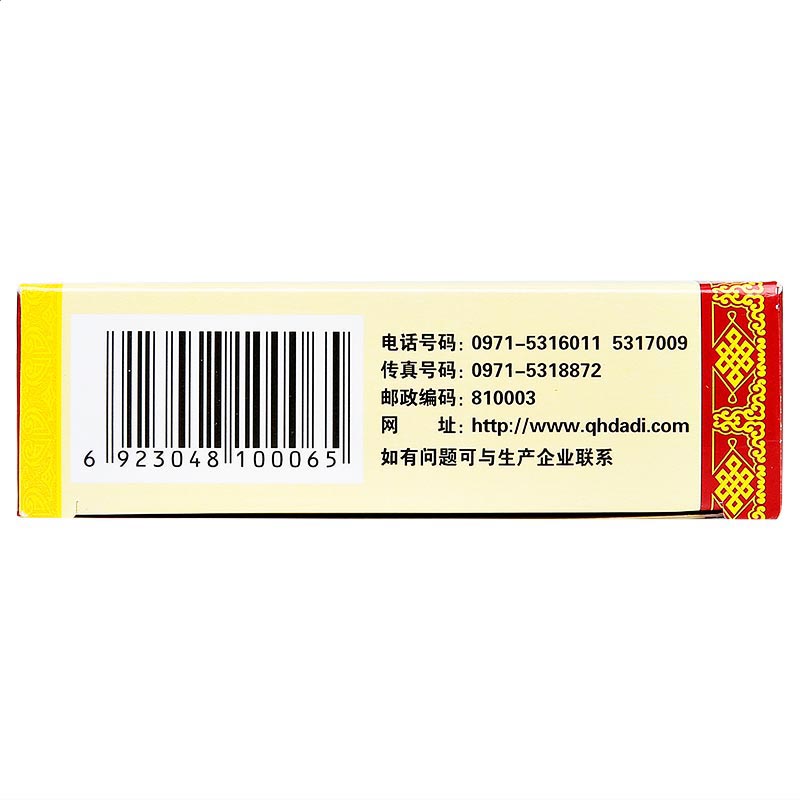 电话号码：0971-5316011 5317009
传真号码：0971-5318872
邮政编码：810003
网　　址：http://www.qhdadi.com
如有问题可与生产企业联系
6 923048 100065